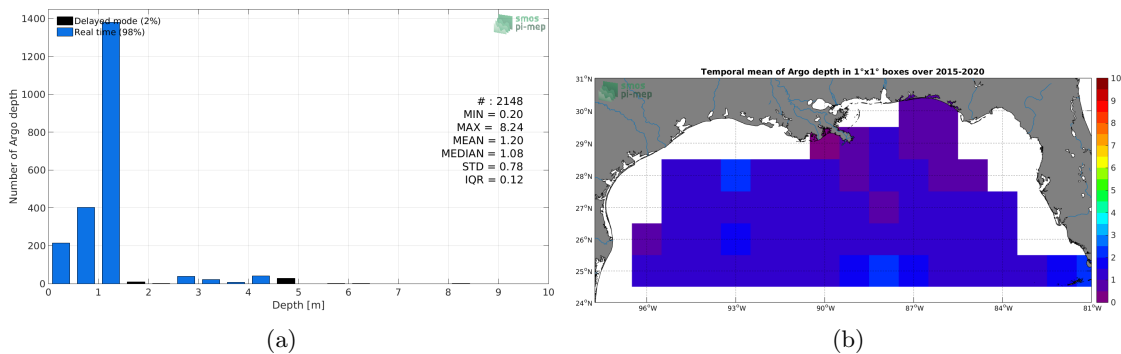 1400
1200
1000
800
600
400
200
0
Number of Argo depth
Delayed mode (2%)
Real time (98%)
smos
pi-mep
# : 2148
MIN = 0.20
MAX = 8.24
MEAN = 1.20
MEDIAN = 1.08
STD = 0.78
IQR = 0.12
0 1 2 3 4 5 6 7 8 9 10
Depth [m]
(a)
Temporal mean of Argo depth in 1°x1° boxes over 2015-2020
smos
pi-mep
31°N
30°N
29°N
28°N
27°N
26°N
25°N
24°N
96°W 93°W 90°W 87°W 84°W 81°W
10
9
8
7
6
5
4
3
2
1
0
(b)